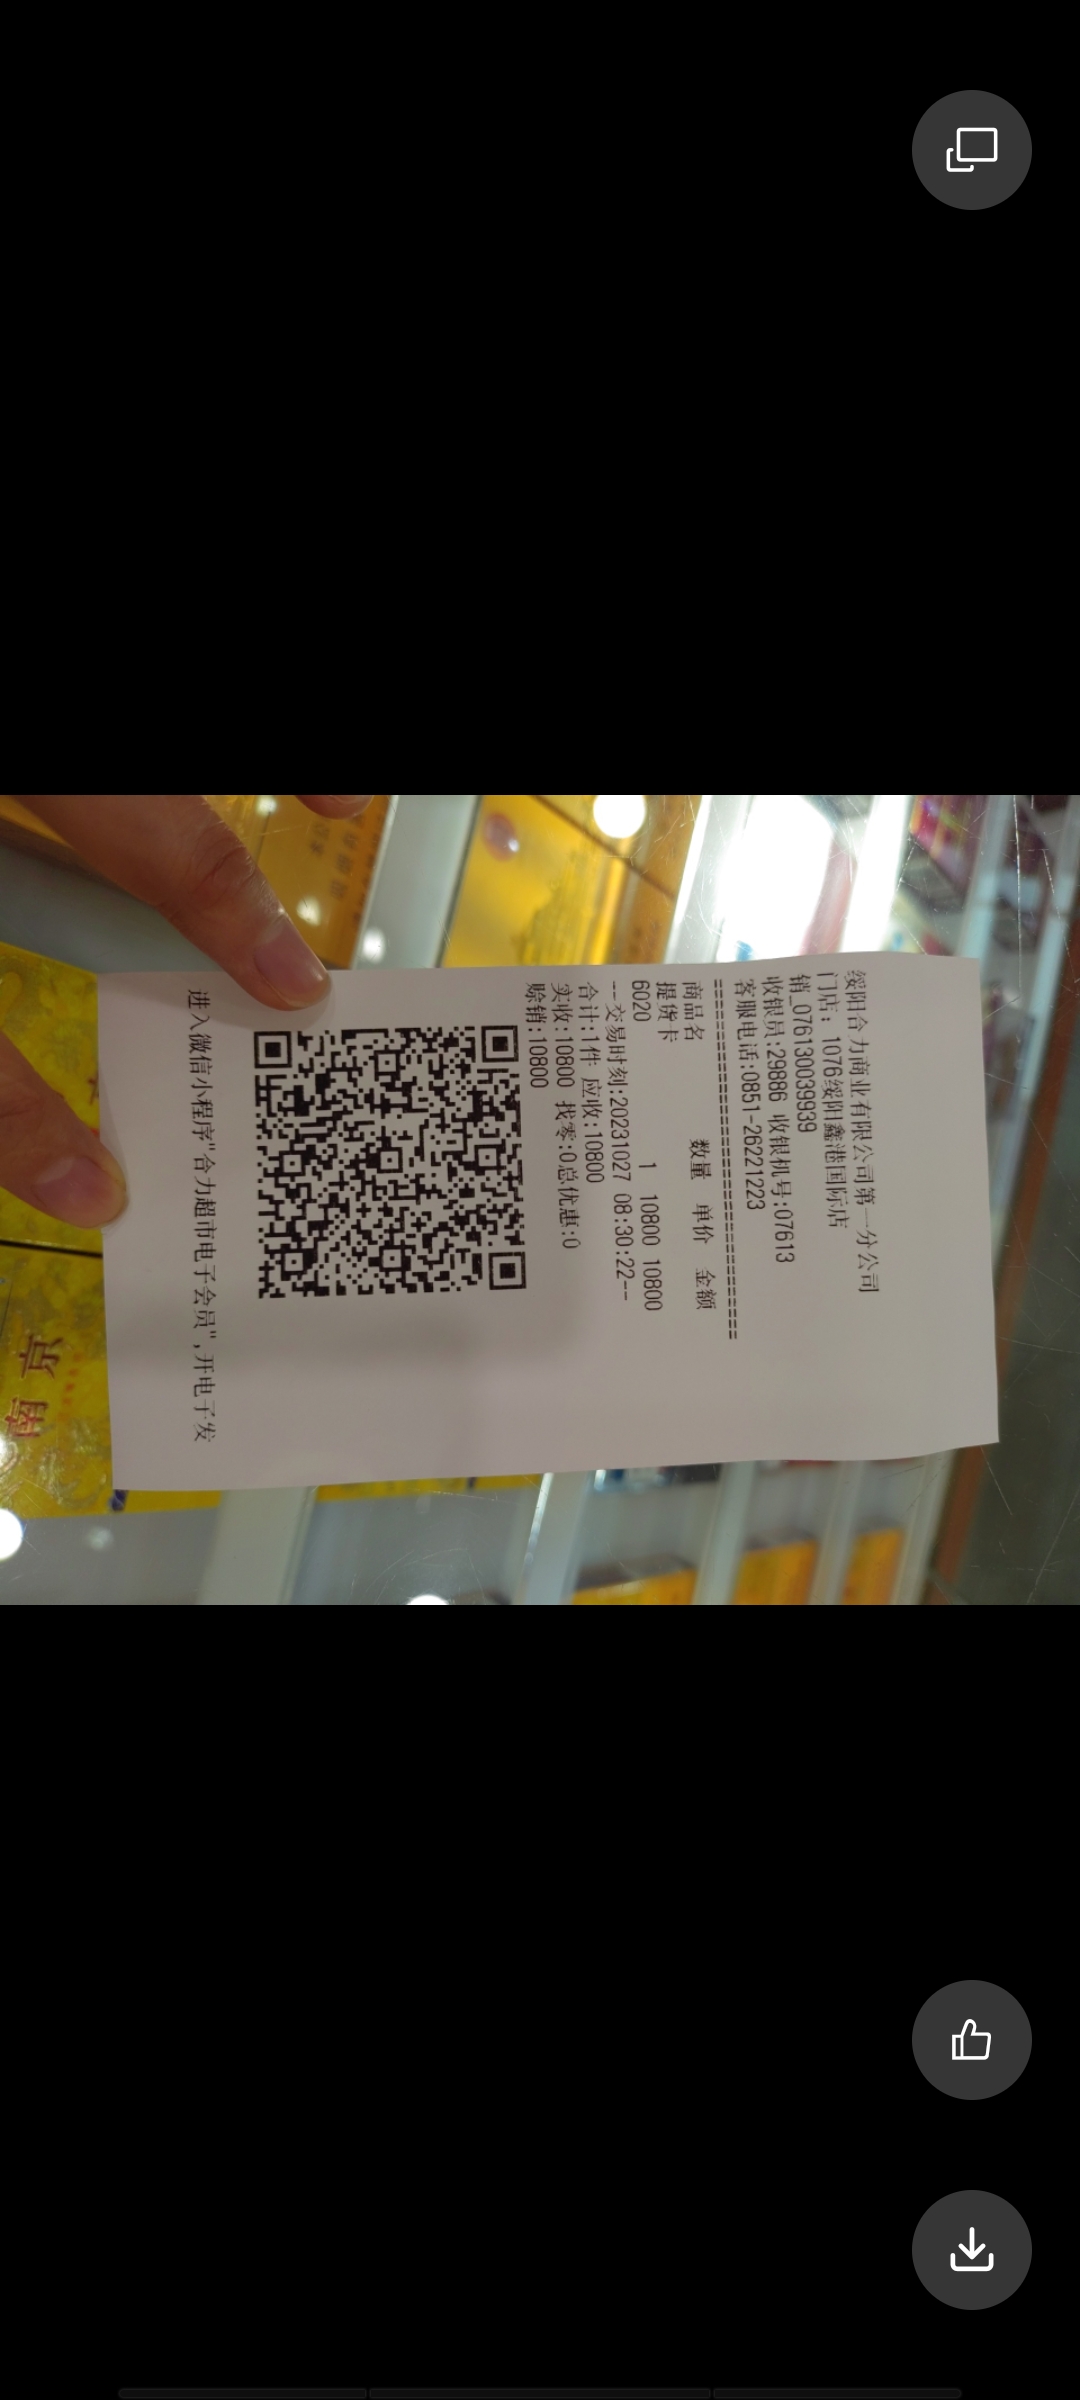 绥阳合力商业有限公司第一分公司
门店: 1076绥阳鑫港国际店
销_076130039939
收银员:29886 收银机号:07613
客服电话:0851-26221223
================================
商品名 数量 单价 金额
提货卡
6020 1 10800 10800
--交易时刻:20231027 08:30:22--
合计:1件 应收:10800
实收:10800 找零:0总优惠:0
赊销:10800
进入微信小程序"合力超市电子会员",开电子发
南京